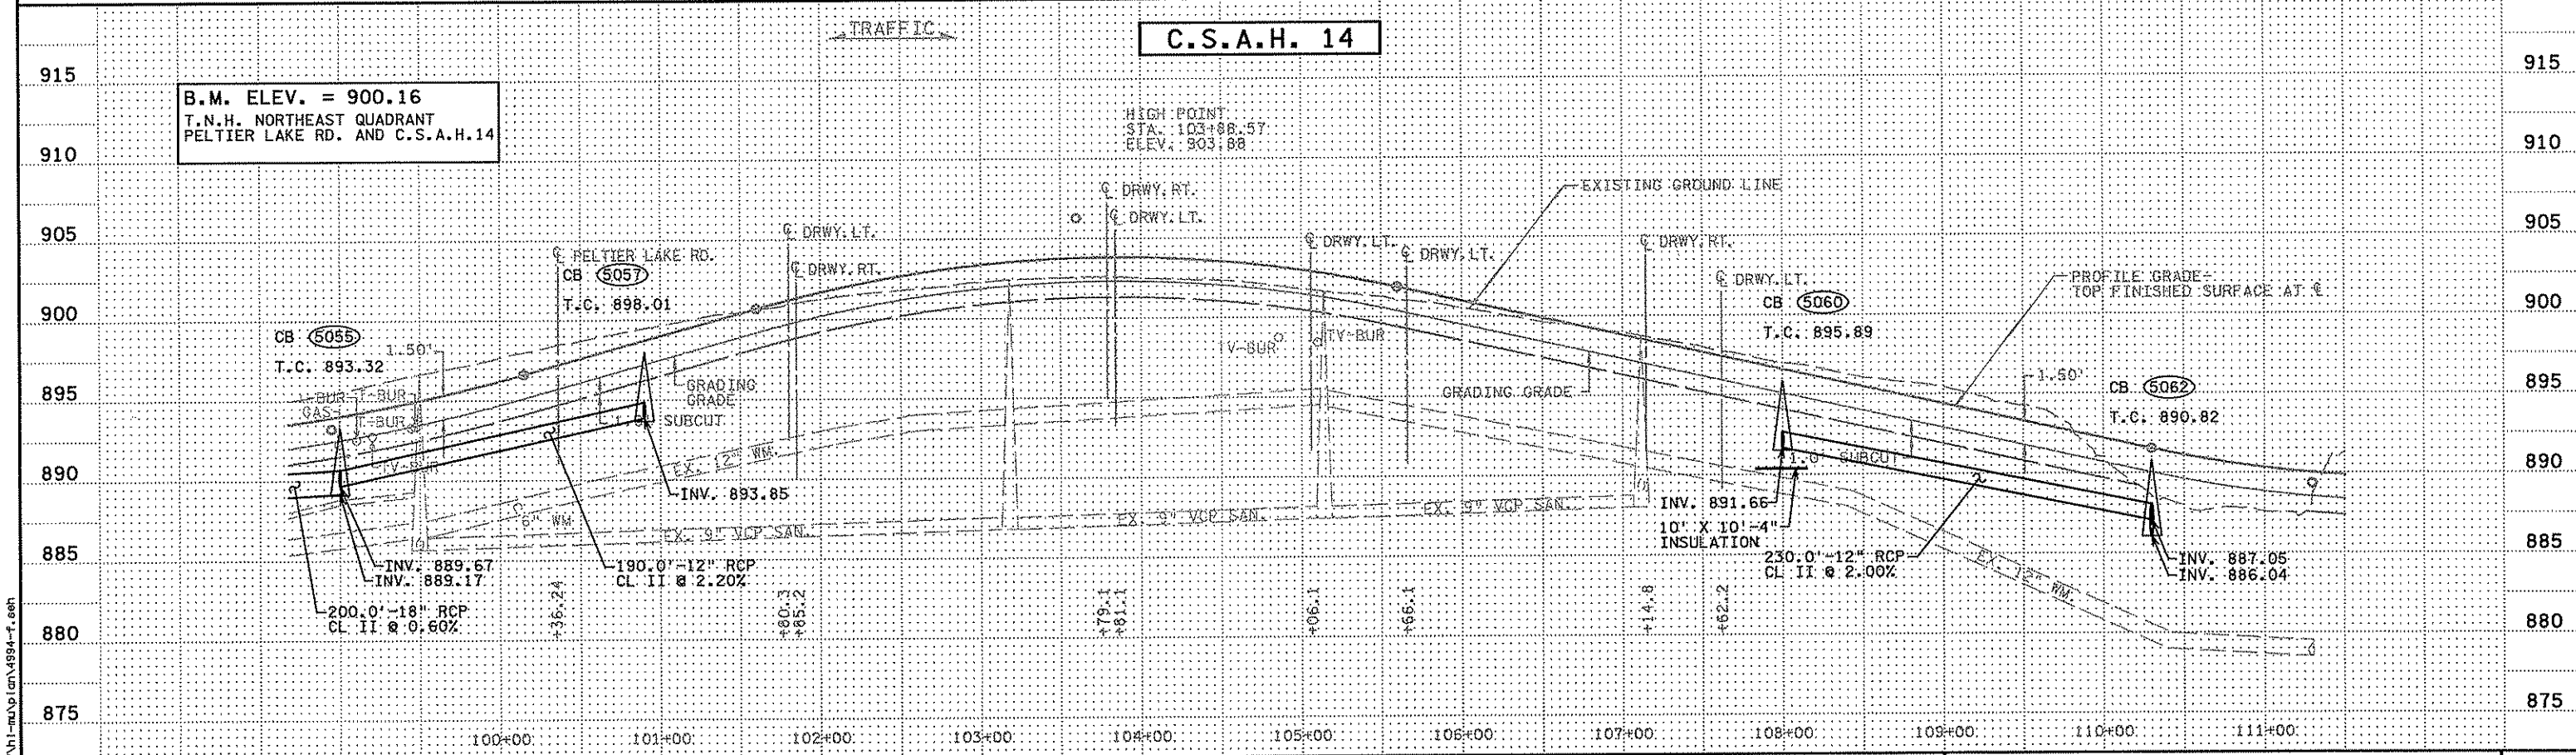 TRAFFIC
C.S.A.H. 14
915
915
B.M. ELEV. = 900.16
T.N.H. NORTHEAST QUADRANT
PELTIER LAKE RD. AND C.S.A.H.14
HIGH POINT
STA. 103+88.57
ELEV. 903.88
910
910
℄ DRWY. RT.
EXISTING GROUND LINE
℄ DRWY. LT.
905
905
℄ DRWY. LT.
℄ DRWY. LT.
℄ DRWY. RT.
℄ PELTIER LAKE RD.
℄ DRWY. LT.
℄ DRWY. RT.
℄ DRWY. LT.
CB 5057
T.C. 898.01
PROFILE GRADE-
TOP FINISHED SURFACE AT ℄
CB 5060
T.C. 895.89
900
900
CB 5055
T.C. 893.32
1.50'
V-BUR
TV-BUR
GRADING
GRADE
GRADING GRADE
1.50'
CB 5062
T.C. 890.82
895
895
T-BUR
GAS
T-BUR
SUBCUT
TV-BUR
EX. 12" WM.
1.0' SUBCUT
890
890
INV. 893.85
INV. 891.66
10' X 10'-4"
INSULATION
6" WM
EX. 9" VCP SAN.
EX. 9" VCP SAN.
EX. 9" VCP SAN.
885
885
INV. 889.67
INV. 889.17
190.0'-12" RCP
CL II @ 2.20%
230.0'-12" RCP
CL II @ 2.00%
EX. 12" WM.
INV. 887.05
INV. 886.04
200.0'-18" RCP
CL II @ 0.60%
+36.24
+80.3
+85.2
+79.1
+81.1
+06.1
+66.1
+14.8
+62.2
880
880
875
875
100+00
101+00
102+00
103+00
104+00
105+00
106+00
107+00
108+00
109+00
110+00
111+00